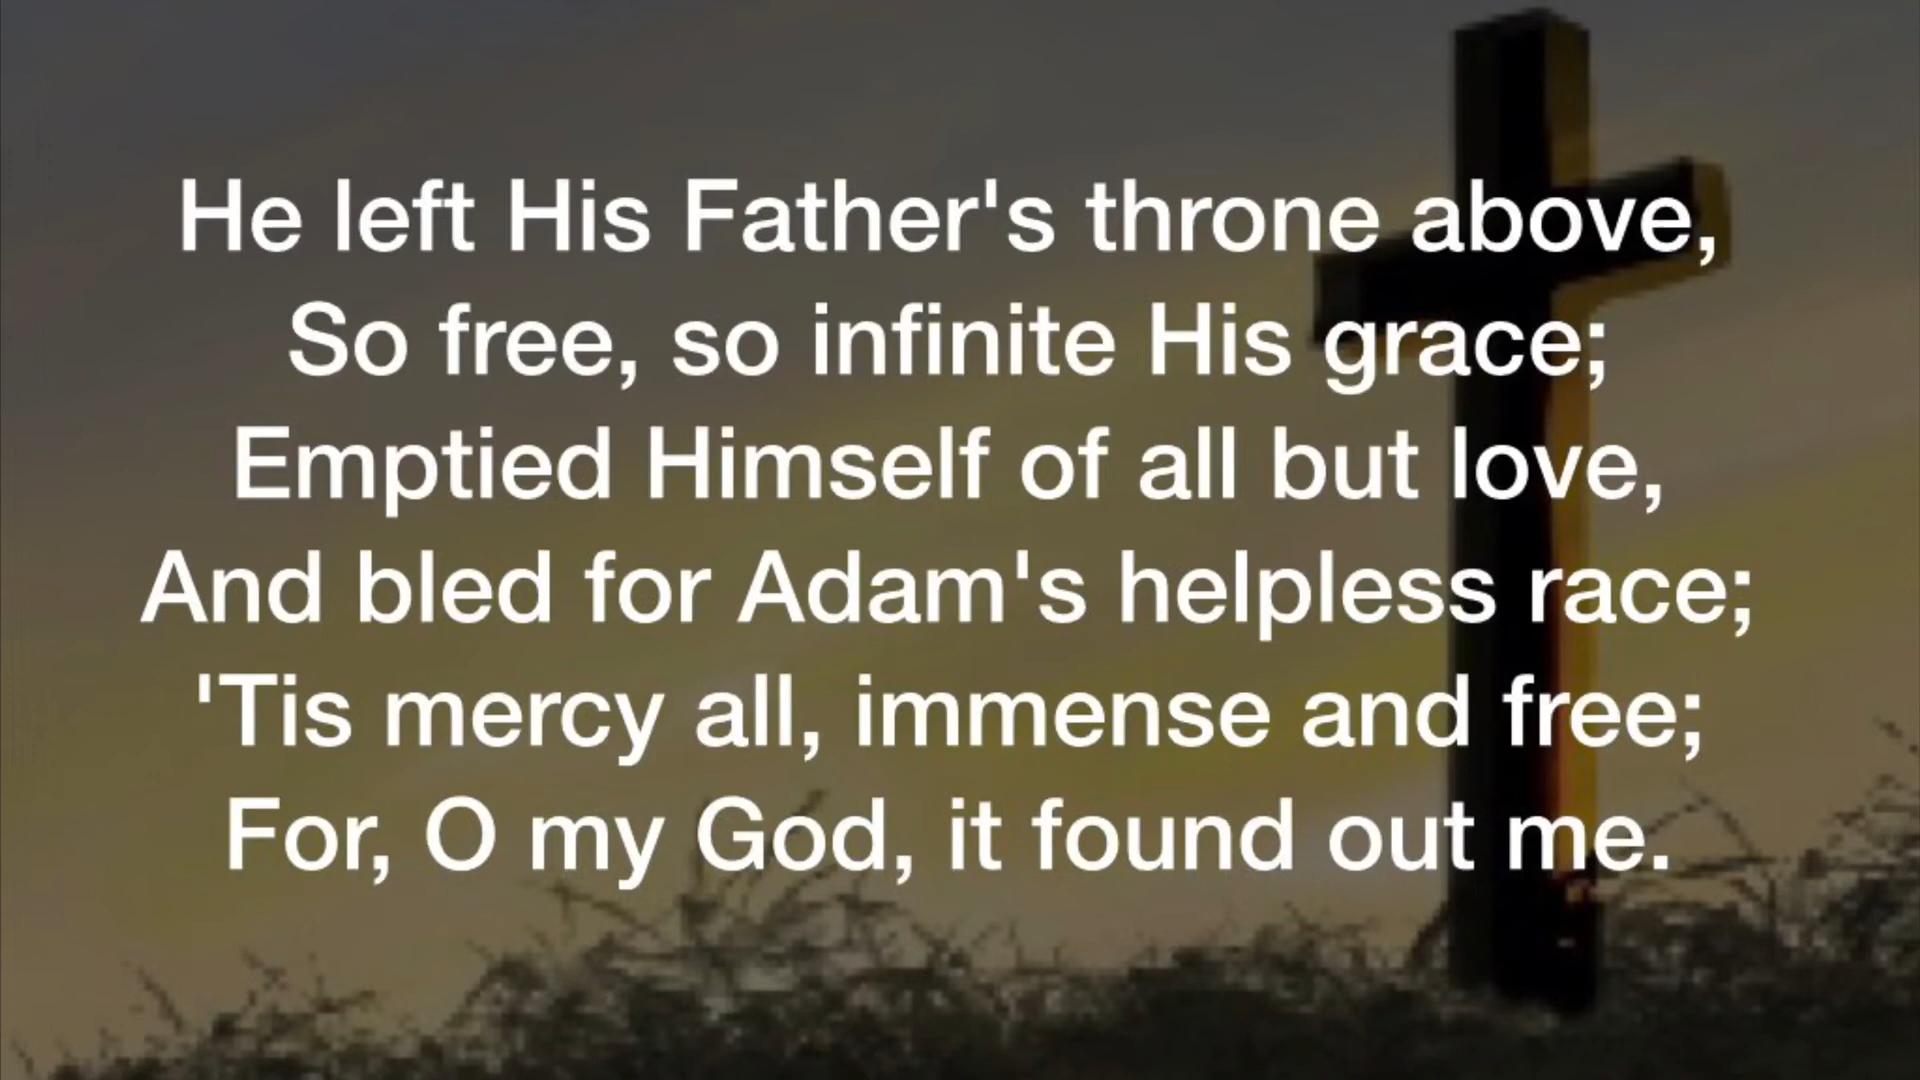 He left His Father's throne above,
So free, so infinite His grace;
Emptied Himself of all but love,
And bled for Adam's helpless race;
'Tis mercy all, immense and free;
For, O my God, it found out me.